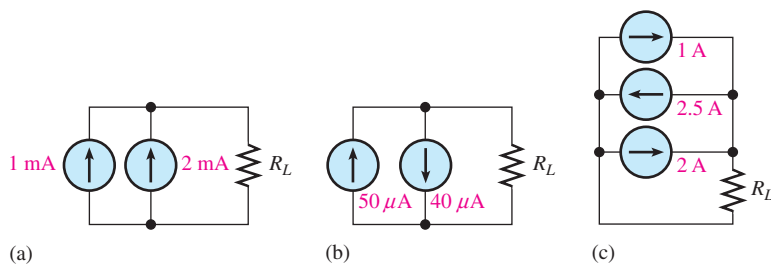 1 A
2.5 A
1 mA
2 mA
R_L
50 μA
40 μA
R_L
2 A
R_L
(a)
(b)
(c)